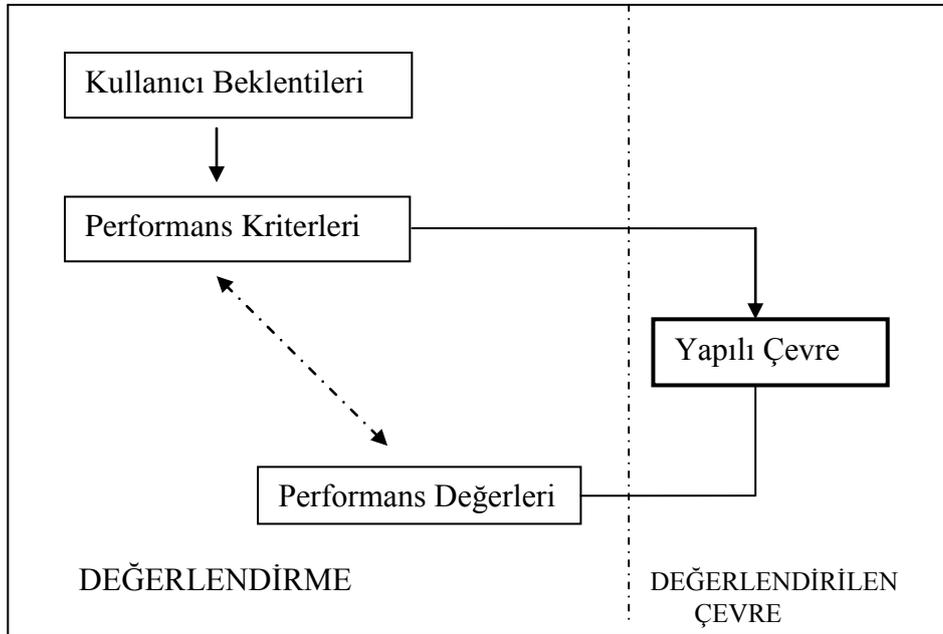 Kullanıcı Beklentileri
Performans Kriterleri
Yapılı Çevre
Performans Değerleri
DEĞERLENDİRME
DEĞERLENDİRİLEN
ÇEVRE